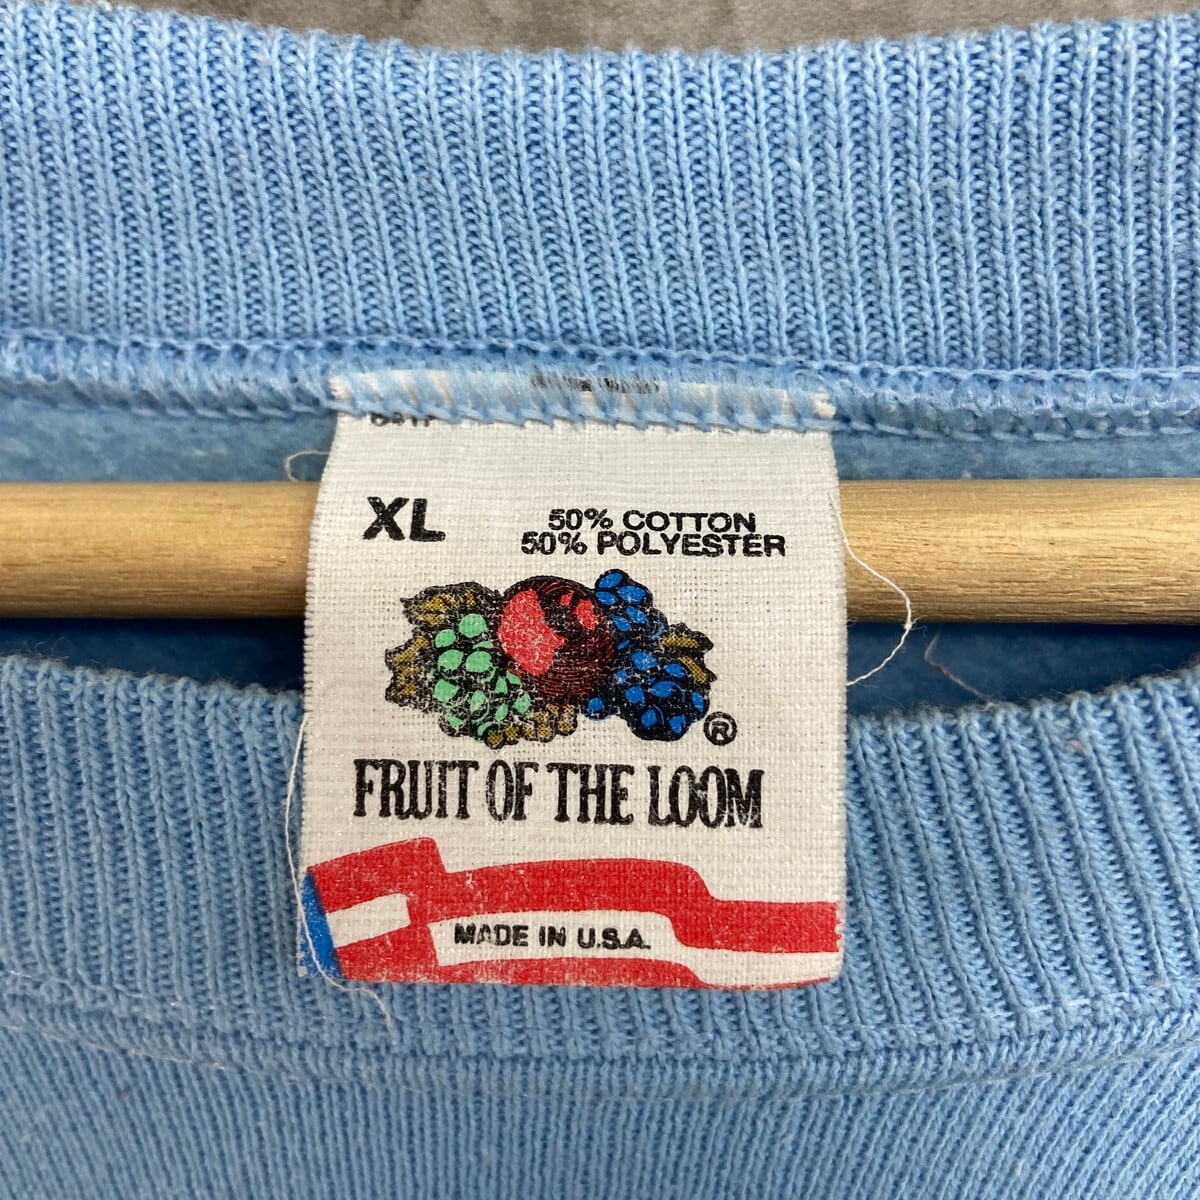 XL
50% COTTON
50% POLYESTER
®
FRUIT OF THE LOOM
MADE IN U.S.A.